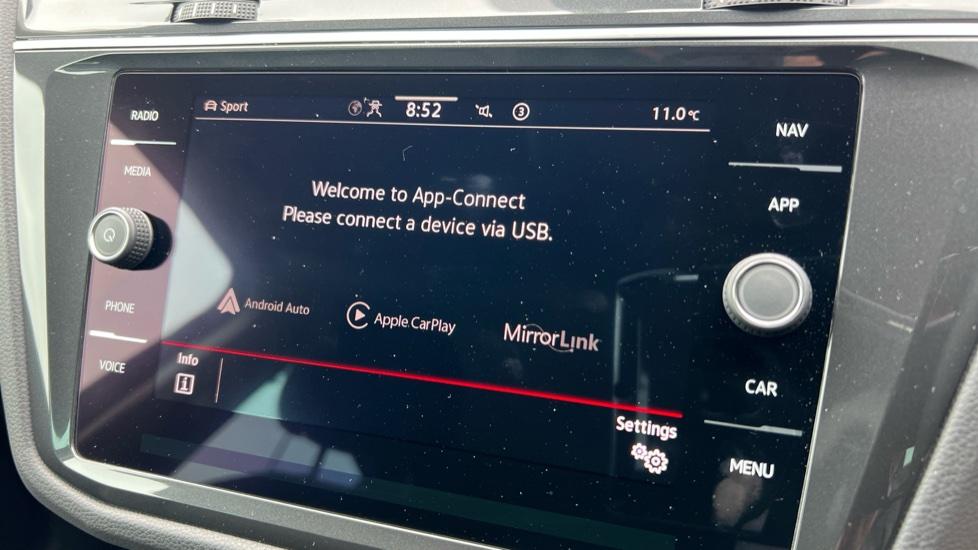 RADIO
MEDIA
PHONE
VOICE
Sport 8:52 3 11.0°C
Welcome to App-Connect
Please connect a device via USB.
Android Auto Apple CarPlay MirrorLink
Info
i
Settings
NAV
APP
CAR
MENU